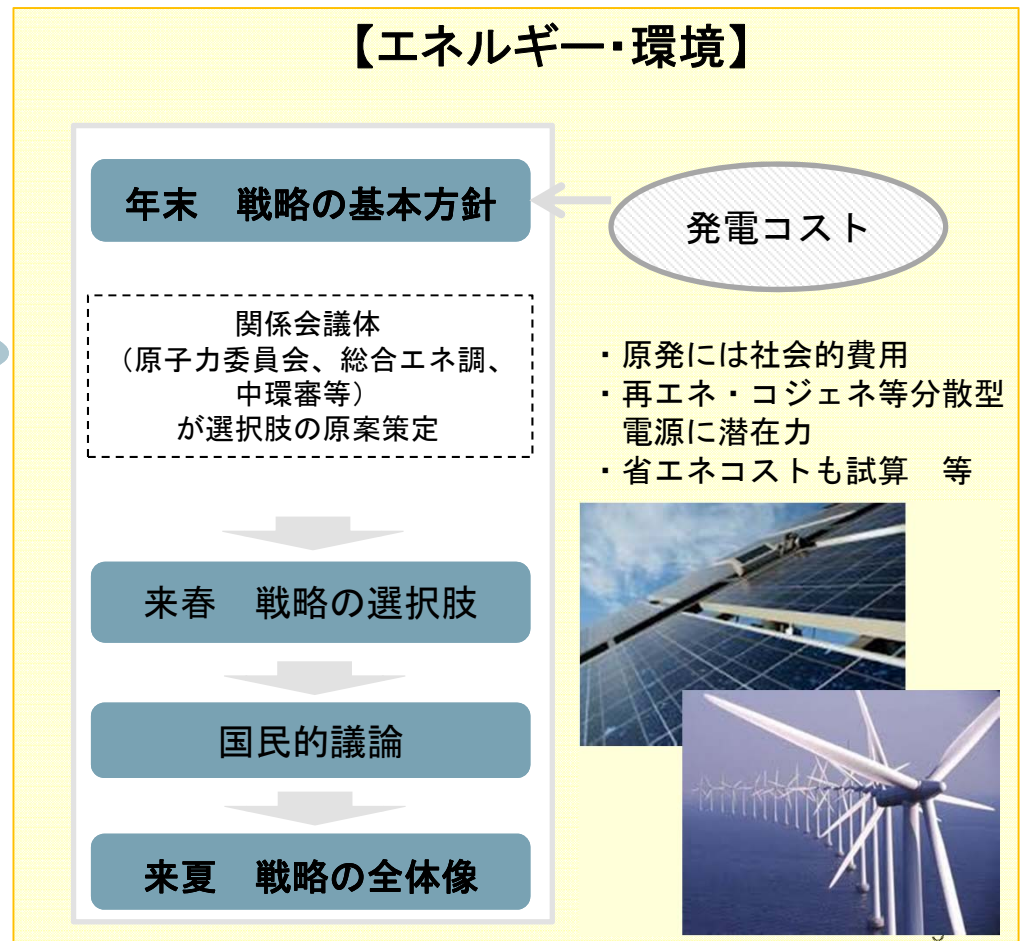 【エネルギー・環境】
年末　戦略の基本方針
発電コスト
関係会議体
（原子力委員会、総合エネ調、
中環審等）
が選択肢の原案策定
・原発には社会的費用
・再エネ・コジェネ等分散型
電源に潜在力
・省エネコストも試算　等
来春　戦略の選択肢
国民的議論
来夏　戦略の全体像